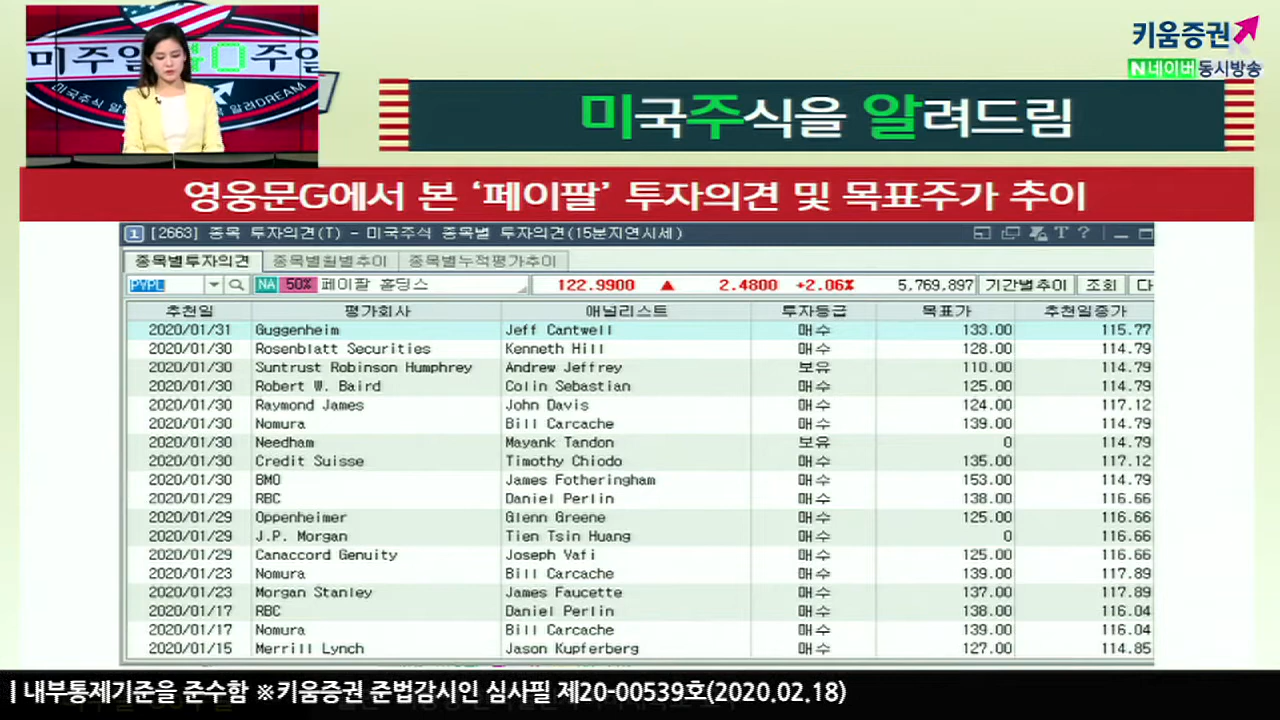 키움증권
N 네이버 동시방송
미주알 주알
미국주식 알려DREAM
미국주식을 알려드림
영웅문G에서 본 ‘페이팔’ 투자의견 및 목표주가 추이
1 [2663] 종목 투자의견(T) - 미국주식 종목별 투자의견(15분지연시세)
종목별투자의견 종목별월별추이 종목별누적평가추이
PYPL NA 50% 페이팔 홀딩스 122.9900 ▲ 2.4800 +2.06% 5,769,897 기간별추이 조회 다
추천일 평가회사 애널리스트 투자등급 목표가 추천일종가
2020/01/31 Guggenheim Jeff Cantwell 매수 133.00 115.77
2020/01/30 Rosenblatt Securities Kenneth Hill 매수 128.00 114.79
2020/01/30 Suntrust Robinson Humphrey Andrew Jeffrey 보유 110.00 114.79
2020/01/30 Robert W. Baird Colin Sebastian 매수 125.00 114.79
2020/01/30 Raymond James John Davis 매수 124.00 117.12
2020/01/30 Nomura Bill Carcache 매수 139.00 114.79
2020/01/30 Needham Mayank Tandon 보유 0 114.79
2020/01/30 Credit Suisse Timothy Chiodo 매수 135.00 117.12
2020/01/30 BMO James Fotheringham 매수 153.00 114.79
2020/01/29 RBC Daniel Perlin 매수 138.00 116.66
2020/01/29 Oppenheimer Glenn Greene 매수 125.00 116.66
2020/01/29 J.P. Morgan Tien Tsin Huang 매수 0 116.66
2020/01/29 Canaccord Genuity Joseph Vafi 매수 125.00 116.66
2020/01/23 Nomura Bill Carcache 매수 139.00 117.89
2020/01/23 Morgan Stanley James Faucette 매수 137.00 117.89
2020/01/17 RBC Daniel Perlin 매수 138.00 116.04
2020/01/17 Nomura Bill Carcache 매수 139.00 116.04
2020/01/15 Merrill Lynch Jason Kupferberg 매수 127.00 114.85
| 내부통제기준을 준수함 ※키움증권 준법감시인 심사필 제20-00539호(2020.02.18)